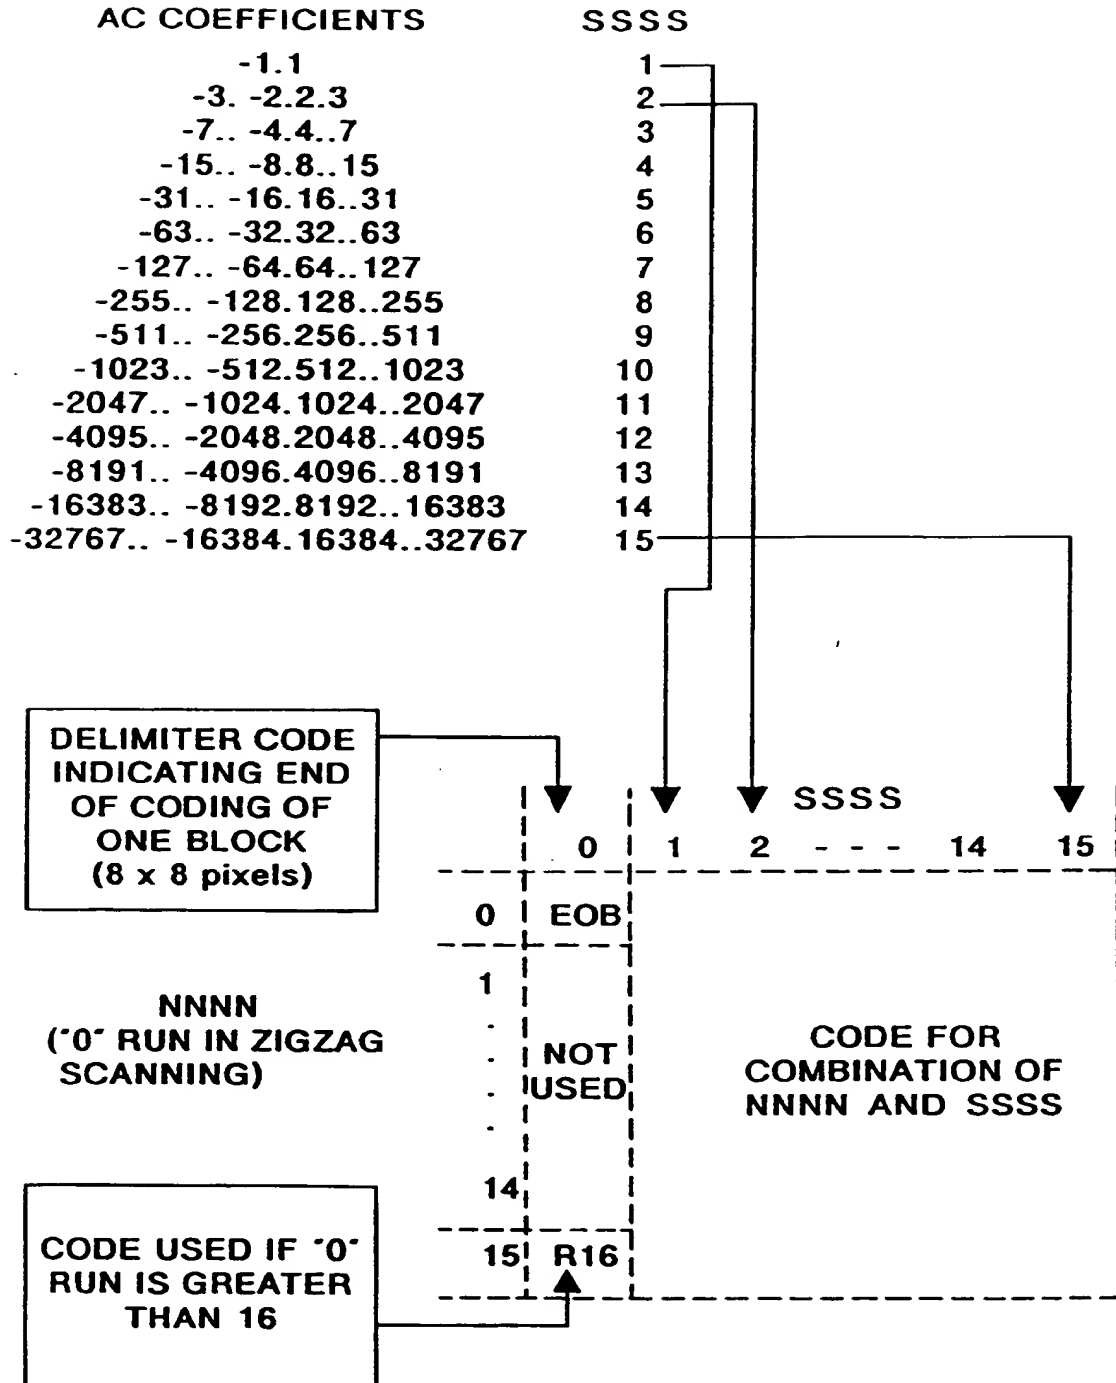 AC COEFFICIENTS SSSS
-1.1 1
-3. -2.2.3 2
-7.. -4.4..7 3
-15.. -8.8..15 4
-31.. -16.16..31 5
-63.. -32.32..63 6
-127.. -64.64..127 7
-255.. -128.128..255 8
-511.. -256.256..511 9
-1023.. -512.512..1023 10
-2047.. -1024.1024..2047 11
-4095.. -2048.2048..4095 12
-8191.. -4096.4096..8191 13
-16383.. -8192.8192..16383 14
-32767.. -16384.16384..32767 15
DELIMITER CODE
INDICATING END
OF CODING OF
ONE BLOCK
(8 x 8 pixels)
SSSS
0 1 2 - - - 14 15
0 EOB
1
NNNN
("0" RUN IN ZIGZAG
SCANNING)
NOT
USED
CODE FOR
COMBINATION OF
NNNN AND SSSS
14
15 R16
CODE USED IF "0"
RUN IS GREATER
THAN 16